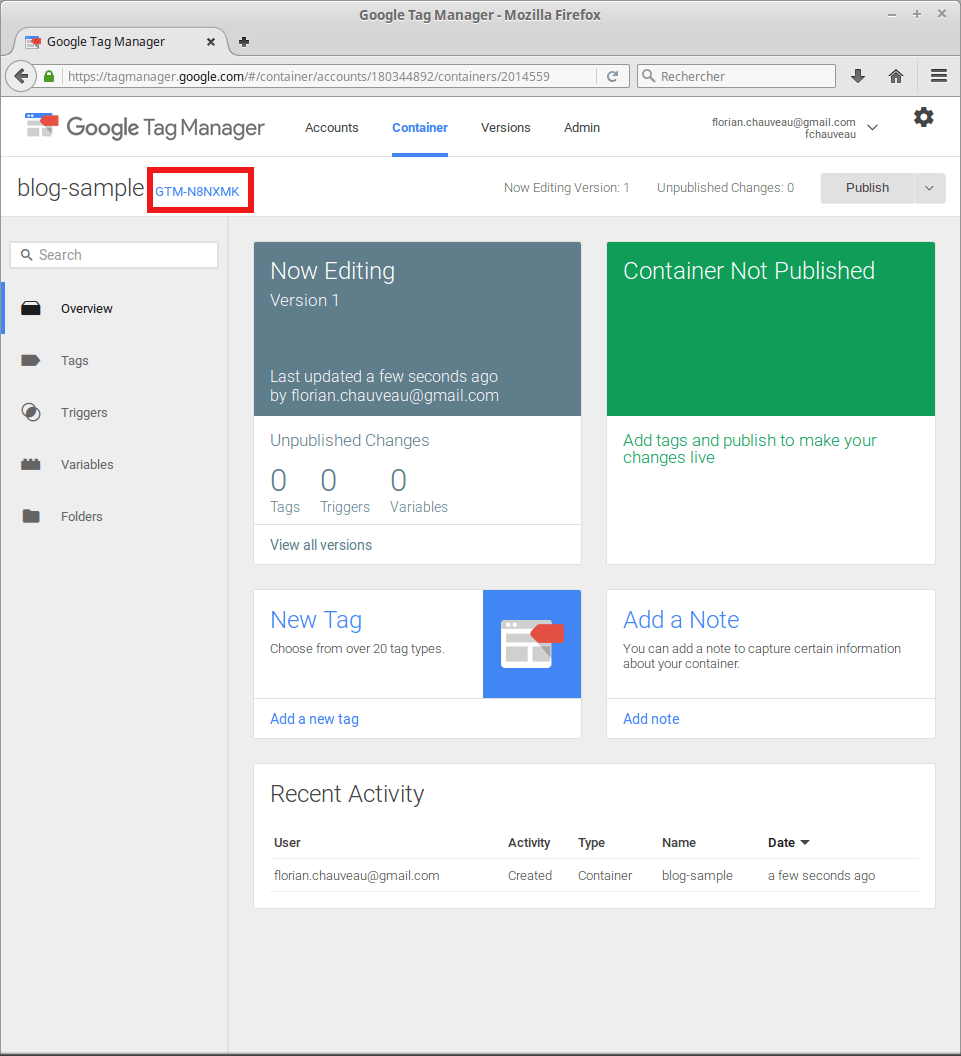 Google Tag Manager - Mozilla Firefox
Google Tag Manager
https://tagmanager.google.com/#/container/accounts/180344892/containers/2014559
Rechercher
Google Tag Manager
Accounts
Container
Versions
Admin
florian.chauveau@gmail.com
fchauveau
blog-sample GTM-N8NXMK
Now Editing Version: 1
Unpublished Changes: 0
Publish
Search
Overview
Tags
Triggers
Variables
Folders
Now Editing
Version 1
Last updated a few seconds ago
by florian.chauveau@gmail.com
Unpublished Changes
0 0 0
Tags Triggers Variables
View all versions
Container Not Published
Add tags and publish to make your
changes live
New Tag
Choose from over 20 tag types.
Add a new tag
Add a Note
You can add a note to capture certain information
about your container.
Add note
Recent Activity
User Activity Type Name Date
florian.chauveau@gmail.com Created Container blog-sample a few seconds ago